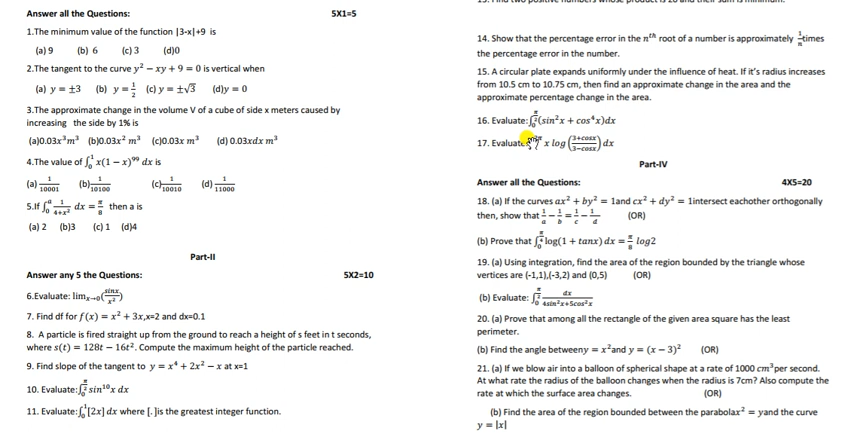 Answer all the Questions: 5X1=5
1.The minimum value of the function |3-x|+9 is
(a) 9 (b) 6 (c) 3 (d)0
2.The tangent to the curve y² − xy + 9 = 0 is vertical when
(a) y = ±3 (b) y = 1/2 (c) y = ±√3 (d)y = 0
3.The approximate change in the volume V of a cube of side x meters caused by
increasing the side by 1% is
(a)0.03x³m³ (b)0.03x² m³ (c)0.03x m³ (d) 0.03xdx m³
4.The value of ∫₀¹ x(1 − x)⁹⁹ dx is
(a) 1/10001 (b) 1/10100 (c) 1/10010 (d) 1/11000
5.If ∫₀ᵃ 1/(4+x²) dx = π/8 then a is
(a) 2 (b)3 (c) 1 (d)4
Part-II
Answer any 5 the Questions: 5X2=10
6.Evaluate: limₓ→₀(sinx/x²)
7. Find df for f(x) = x² + 3x,x=2 and dx=0.1
8. A particle is fired straight up from the ground to reach a height of s feet in t seconds,
where s(t) = 128t − 16t². Compute the maximum height of the particle reached.
9. Find slope of the tangent to y = x⁴ + 2x² − x at x=1
10. Evaluate:∫₀^(π/2) sin¹⁰x dx
11. Evaluate:∫₀¹[2x] dx where [. ]is the greatest integer function.
14. Show that the percentage error in the nᵗʰ root of a number is approximately 1/n times
the percentage error in the number.
15. A circular plate expands uniformly under the influence of heat. If it's radius increases
from 10.5 cm to 10.75 cm, then find an approximate change in the area and the
approximate percentage change in the area.
16. Evaluate:∫₀^(π/2)(sin²x + cos⁴x)dx
17. Evaluate x log (3+cosx/3−cosx) dx
Part-IV
Answer all the Questions: 4X5=20
18. (a) If the curves ax² + by² = 1and cx² + dy² = 1intersect eachother orthogonally
then, show that 1/a − 1/b = 1/c − 1/d (OR)
(b) Prove that ∫₀^(π/4) log(1 + tanx) dx = π/8 log2
19. (a) Using integration, find the area of the region bounded by the triangle whose
vertices are (-1,1),(-3,2) and (0,5) (OR)
(b) Evaluate: ∫₀^(π/2) dx/(4sin²x+5cos²x)
20. (a) Prove that among all the rectangle of the given area square has the least
perimeter.
(b) Find the angle betweeny = x²and y = (x − 3)² (OR)
21. (a) If we blow air into a balloon of spherical shape at a rate of 1000 cm³per second.
At what rate the radius of the balloon changes when the radius is 7cm? Also compute the
rate at which the surface area changes. (OR)
(b) Find the area of the region bounded between the parabolax² = yand the curve
y = |x|